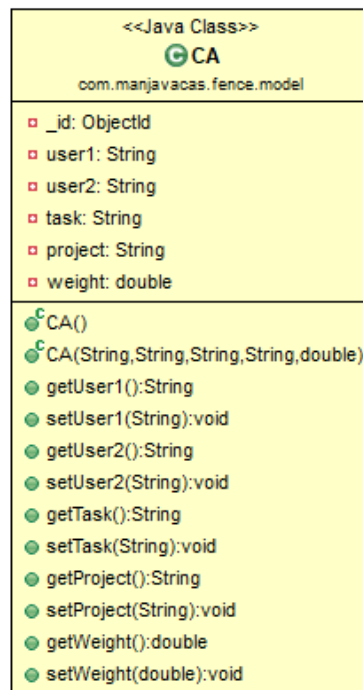 <<Java Class>>
CA
com.manjavacas.fence.model
_id: ObjectId
user1: String
user2: String
task: String
project: String
weight: double
CA()
CA(String,String,String,String,double)
getUser1():String
setUser1(String):void
getUser2():String
setUser2(String):void
getTask():String
setTask(String):void
getProject():String
setProject(String):void
getWeight():double
setWeight(double):void